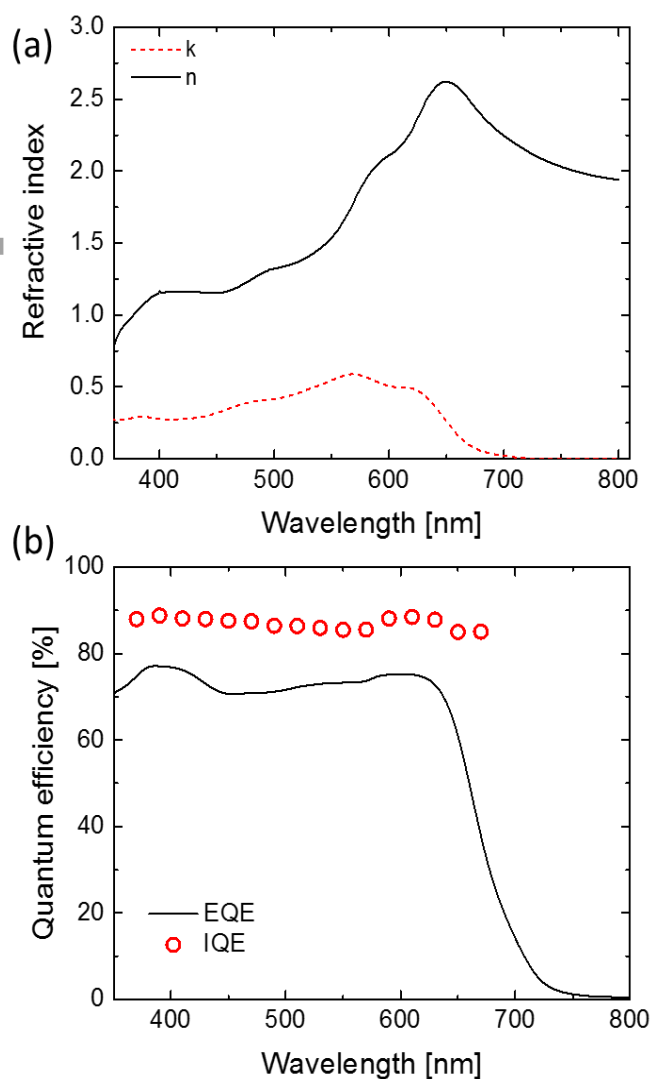 (a)
k
n
3.0
2.5
2.0
1.5
1.0
0.5
0.0
Refractive index
400 500 600 700 800
Wavelength [nm]
(b)
100
80
60
40
20
0
Quantum efficiency [%]
EQE
IQE
400 500 600 700 800
Wavelength [nm]